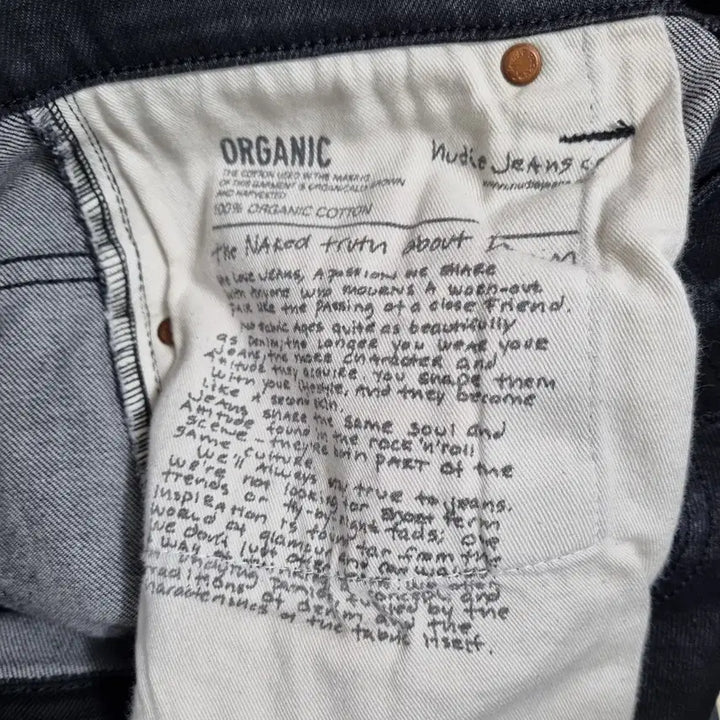 ORGANIC
THE COTTON USED IN THE MAKING
OF THIS GARMENT IS ORGANICALLY GROWN
AND HARVESTED
100% ORGANIC COTTON
Nudie Jeans co
The NAKED truth about
We Love Jeans, A passion we share
with anyone who mourns a worn-out
pair like the passing of a close friend.
No fabric ages quite as beautifully
as denim; the longer you wear your
Jeans, the more character and
attitude they acquire. You shape them
with your lifestyle, and they become
like a second skin.
Jeans share the same soul and
Attitude found in the rock'n'roll
scene - they're both part of the
same culture.
We'll always stay true to jeans.
We're not looking for short term
trends or fly-by-night fads; our
inspiration is found far from the
world of glamour
We don't just
way
undying passion
traditions of denim and the
characteristics of the fabric itself.